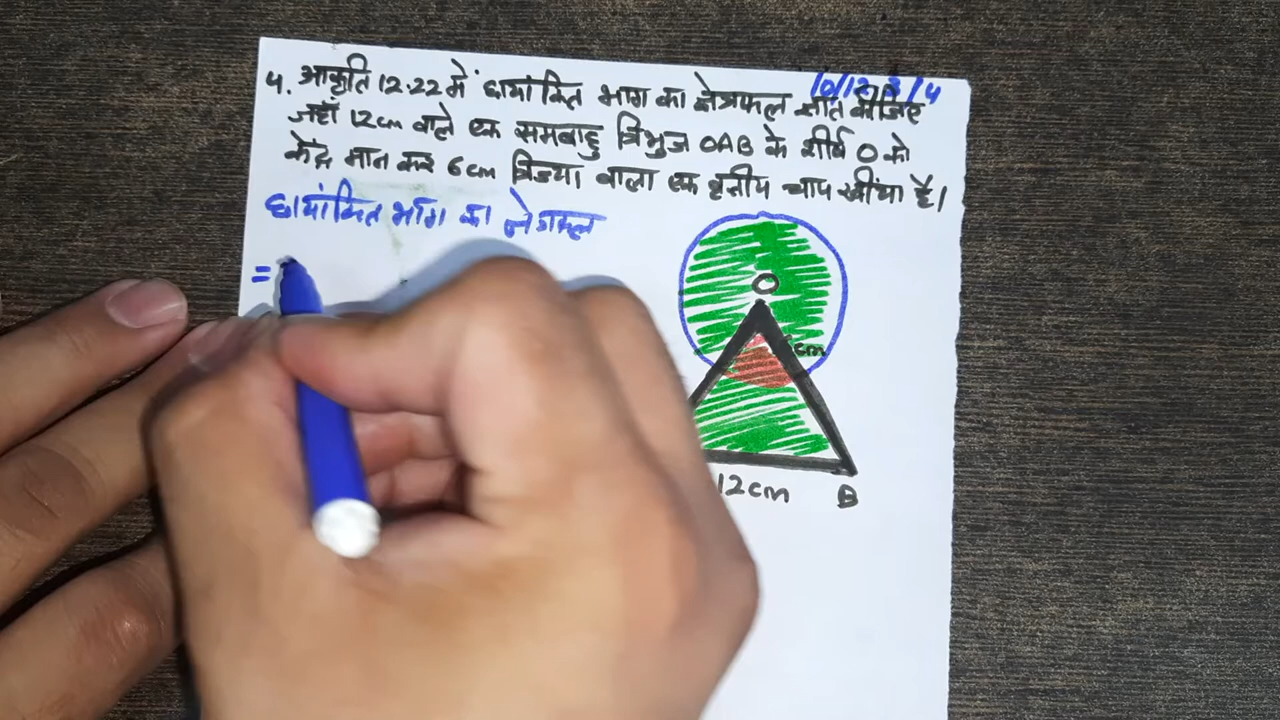 4. आकृति 12.22 में छायांकित भाग का क्षेत्रफल ज्ञात कीजिए
10/12.3/4
जहाँ 12cm वाले एक समबाहु त्रिभुज OAB के शीर्ष O को
केंद्र मान कर 6cm त्रिज्या वाला एक वृत्तीय चाप खींचा है।
छायांकित भाग का क्षेत्रफल
=
O
cm
12cm
B